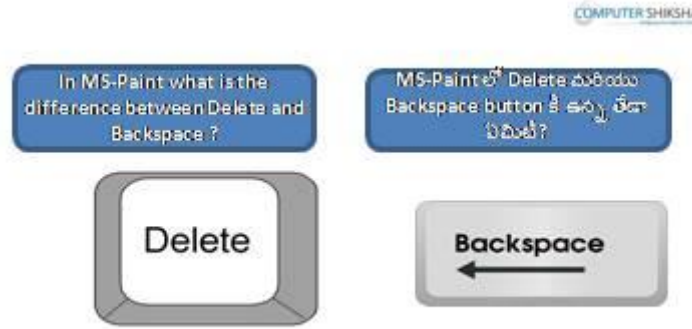 COMPUTER SHIKSHA
In MS-Paint what is the
difference between Delete and
Backspace ?
MS-Paint లో Delete మరియు
Backspace button కి ఉన్న తేడా
ఏమిటి?
Delete
Backspace